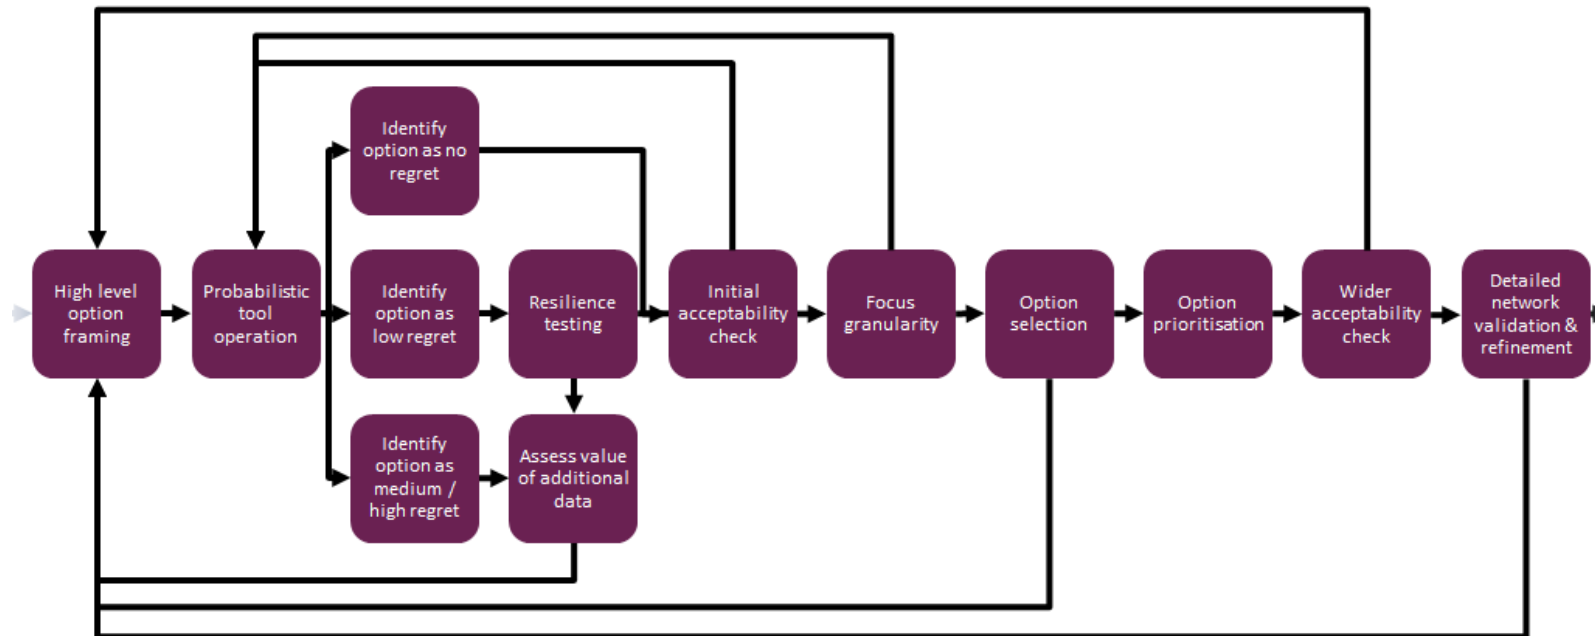 Identify
option as no
regret
High level
option
framing
Probabilistic
tool
operation
Identify
option as
low regret
Resilience
testing
Initial
acceptability
check
Focus
granularity
Option
selection
Option
prioritisation
Wider
acceptability
check
Detailed
network
validation &
refinement
Identify
option as
medium /
high regret
Assess value
of additional
data